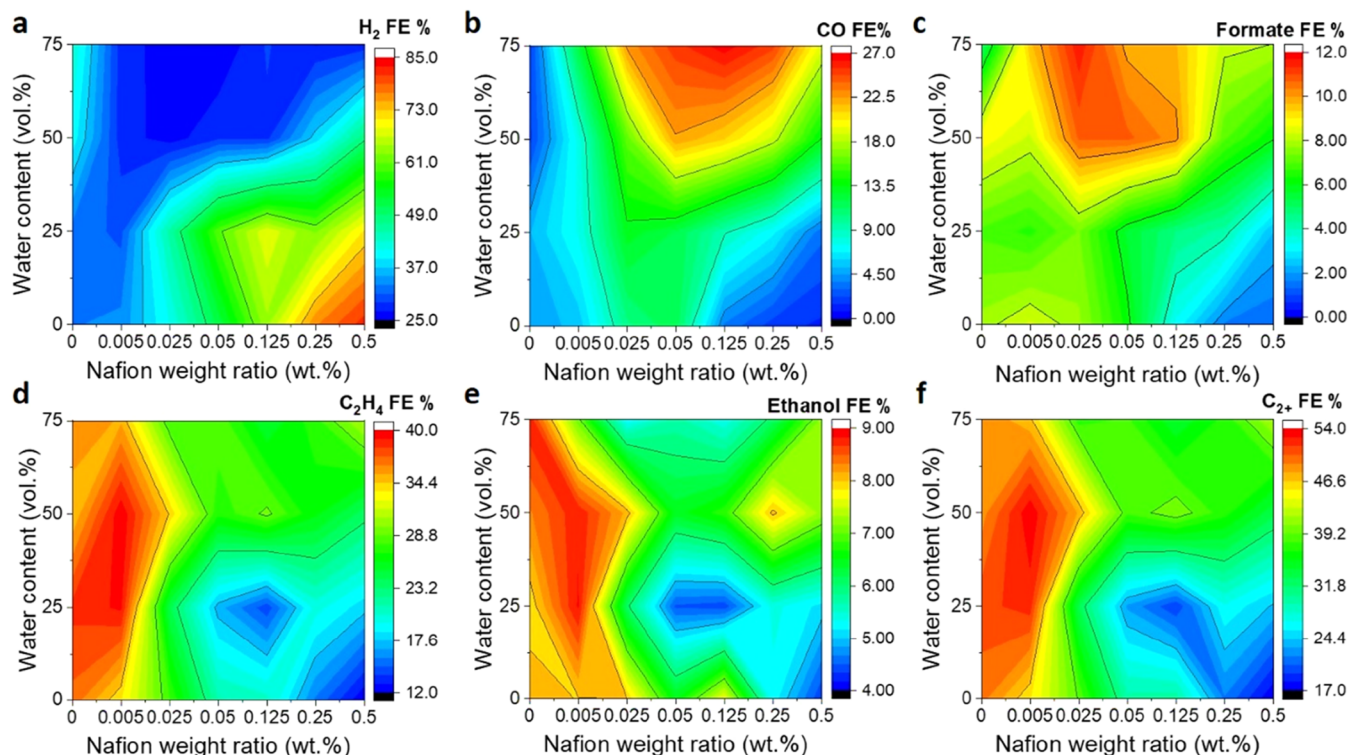 a
H2 FE %
75
50
25
0
Water content (vol.%)
0 0.005 0.025 0.05 0.125 0.25 0.5
Nafion weight ratio (wt.%)
85.0
73.0
61.0
49.0
37.0
25.0
b
CO FE%
75
50
25
0
Water content (vol.%)
0 0.005 0.025 0.05 0.125 0.25 0.5
Nafion weight ratio (wt.%)
27.0
22.5
18.0
13.5
9.00
4.50
0.00
c
Formate FE %
75
50
25
0
Water content (vol.%)
0 0.005 0.025 0.05 0.125 0.25 0.5
Nafion weight ratio (wt.%)
12.0
10.0
8.00
6.00
4.00
2.00
0.00
d
C2H4 FE %
75
50
25
0
Water content (vol.%)
0 0.005 0.025 0.05 0.125 0.25 0.5
Nafion weight ratio (wt.%)
40.0
34.4
28.8
23.2
17.6
12.0
e
Ethanol FE %
75
50
25
0
Water content (vol.%)
0 0.005 0.025 0.05 0.125 0.25 0.5
Nafion weight ratio (wt.%)
9.00
8.00
7.00
6.00
5.00
4.00
f
C2+ FE %
75
50
25
0
Water content (vol.%)
0 0.005 0.025 0.05 0.125 0.25 0.5
Nafion weight ratio (wt.%)
54.0
46.6
39.2
31.8
24.4
17.0